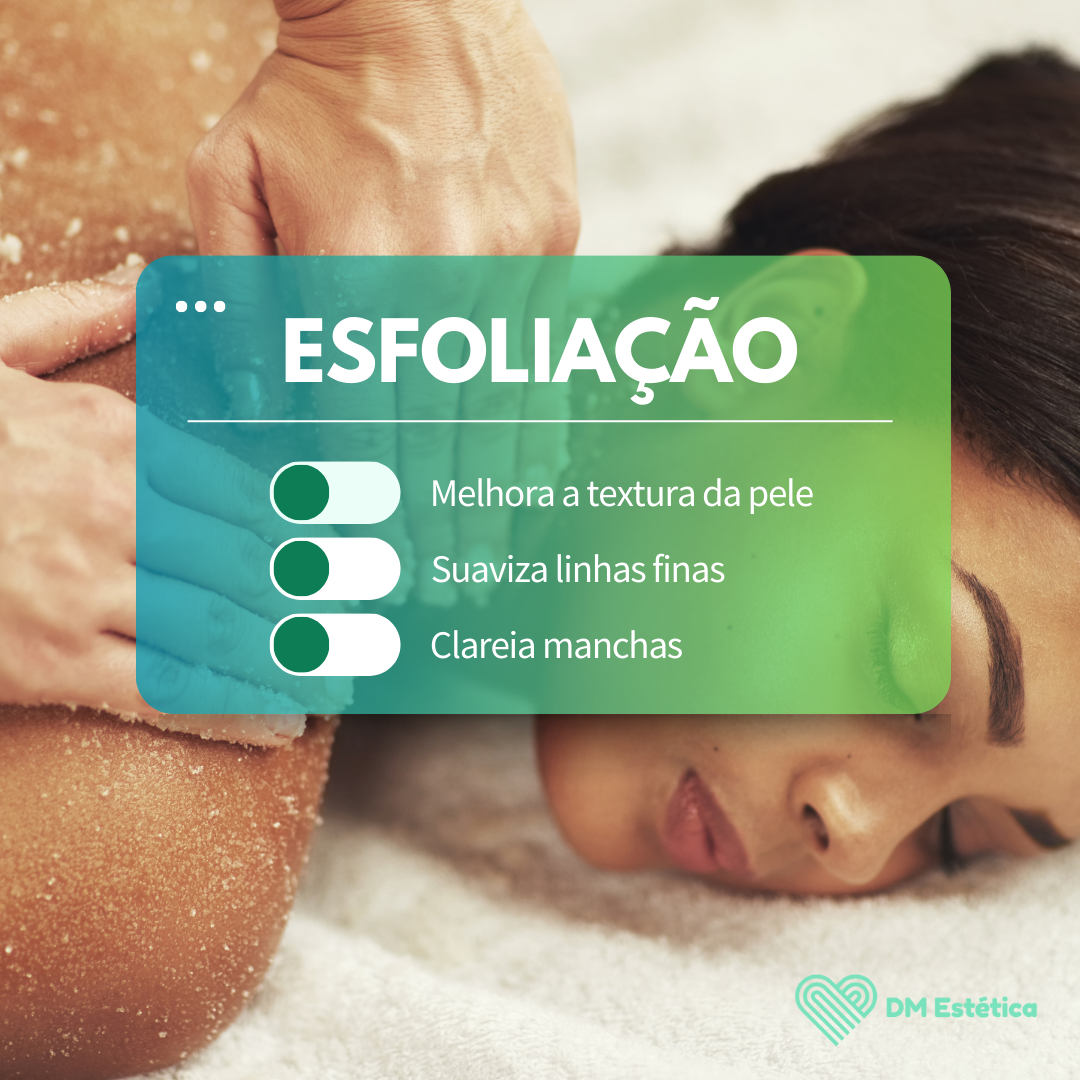 ESFOLIAÇÃO
Melhora a textura da pele
Suaviza linhas finas
Clareia manchas
DM Estética